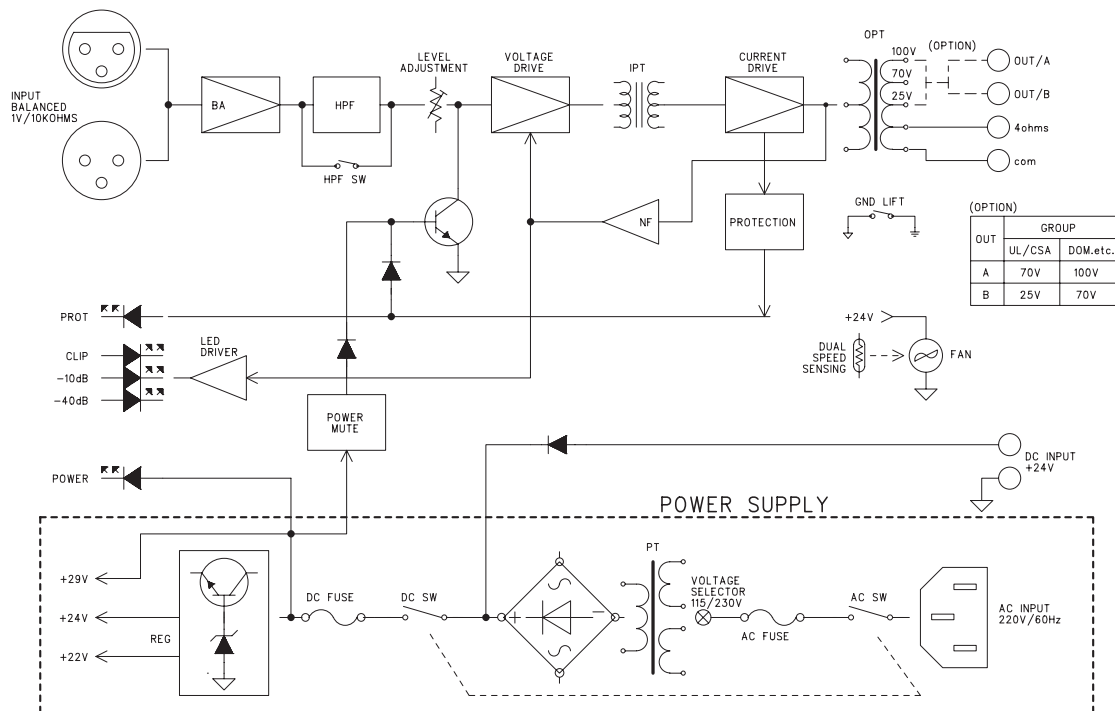 INPUT
BALANCED
1V/10KOHMS
BA
HPF
HPF SW
LEVEL
ADJUSTMENT
VOLTAGE
DRIVE
IPT
CURRENT
DRIVE
OPT
100V
70V
25V
(OPTION)
OUT/A
OUT/B
4ohms
com
NF
PROTECTION
GND LIFT
(OPTION)
OUT
GROUP
UL/CSA
DOM.etc.
A
70V
100V
B
25V
70V
PROT
CLIP
-10dB
-40dB
LED
DRIVER
+24V
DUAL
SPEED
SENSING
FAN
POWER
MUTE
POWER
DC INPUT
+24V
POWER SUPPLY
+29V
+24V
+22V
REG
DC FUSE
DC SW
+
-
PT
VOLTAGE
SELECTOR
115/230V
AC FUSE
AC SW
AC INPUT
220V/60Hz